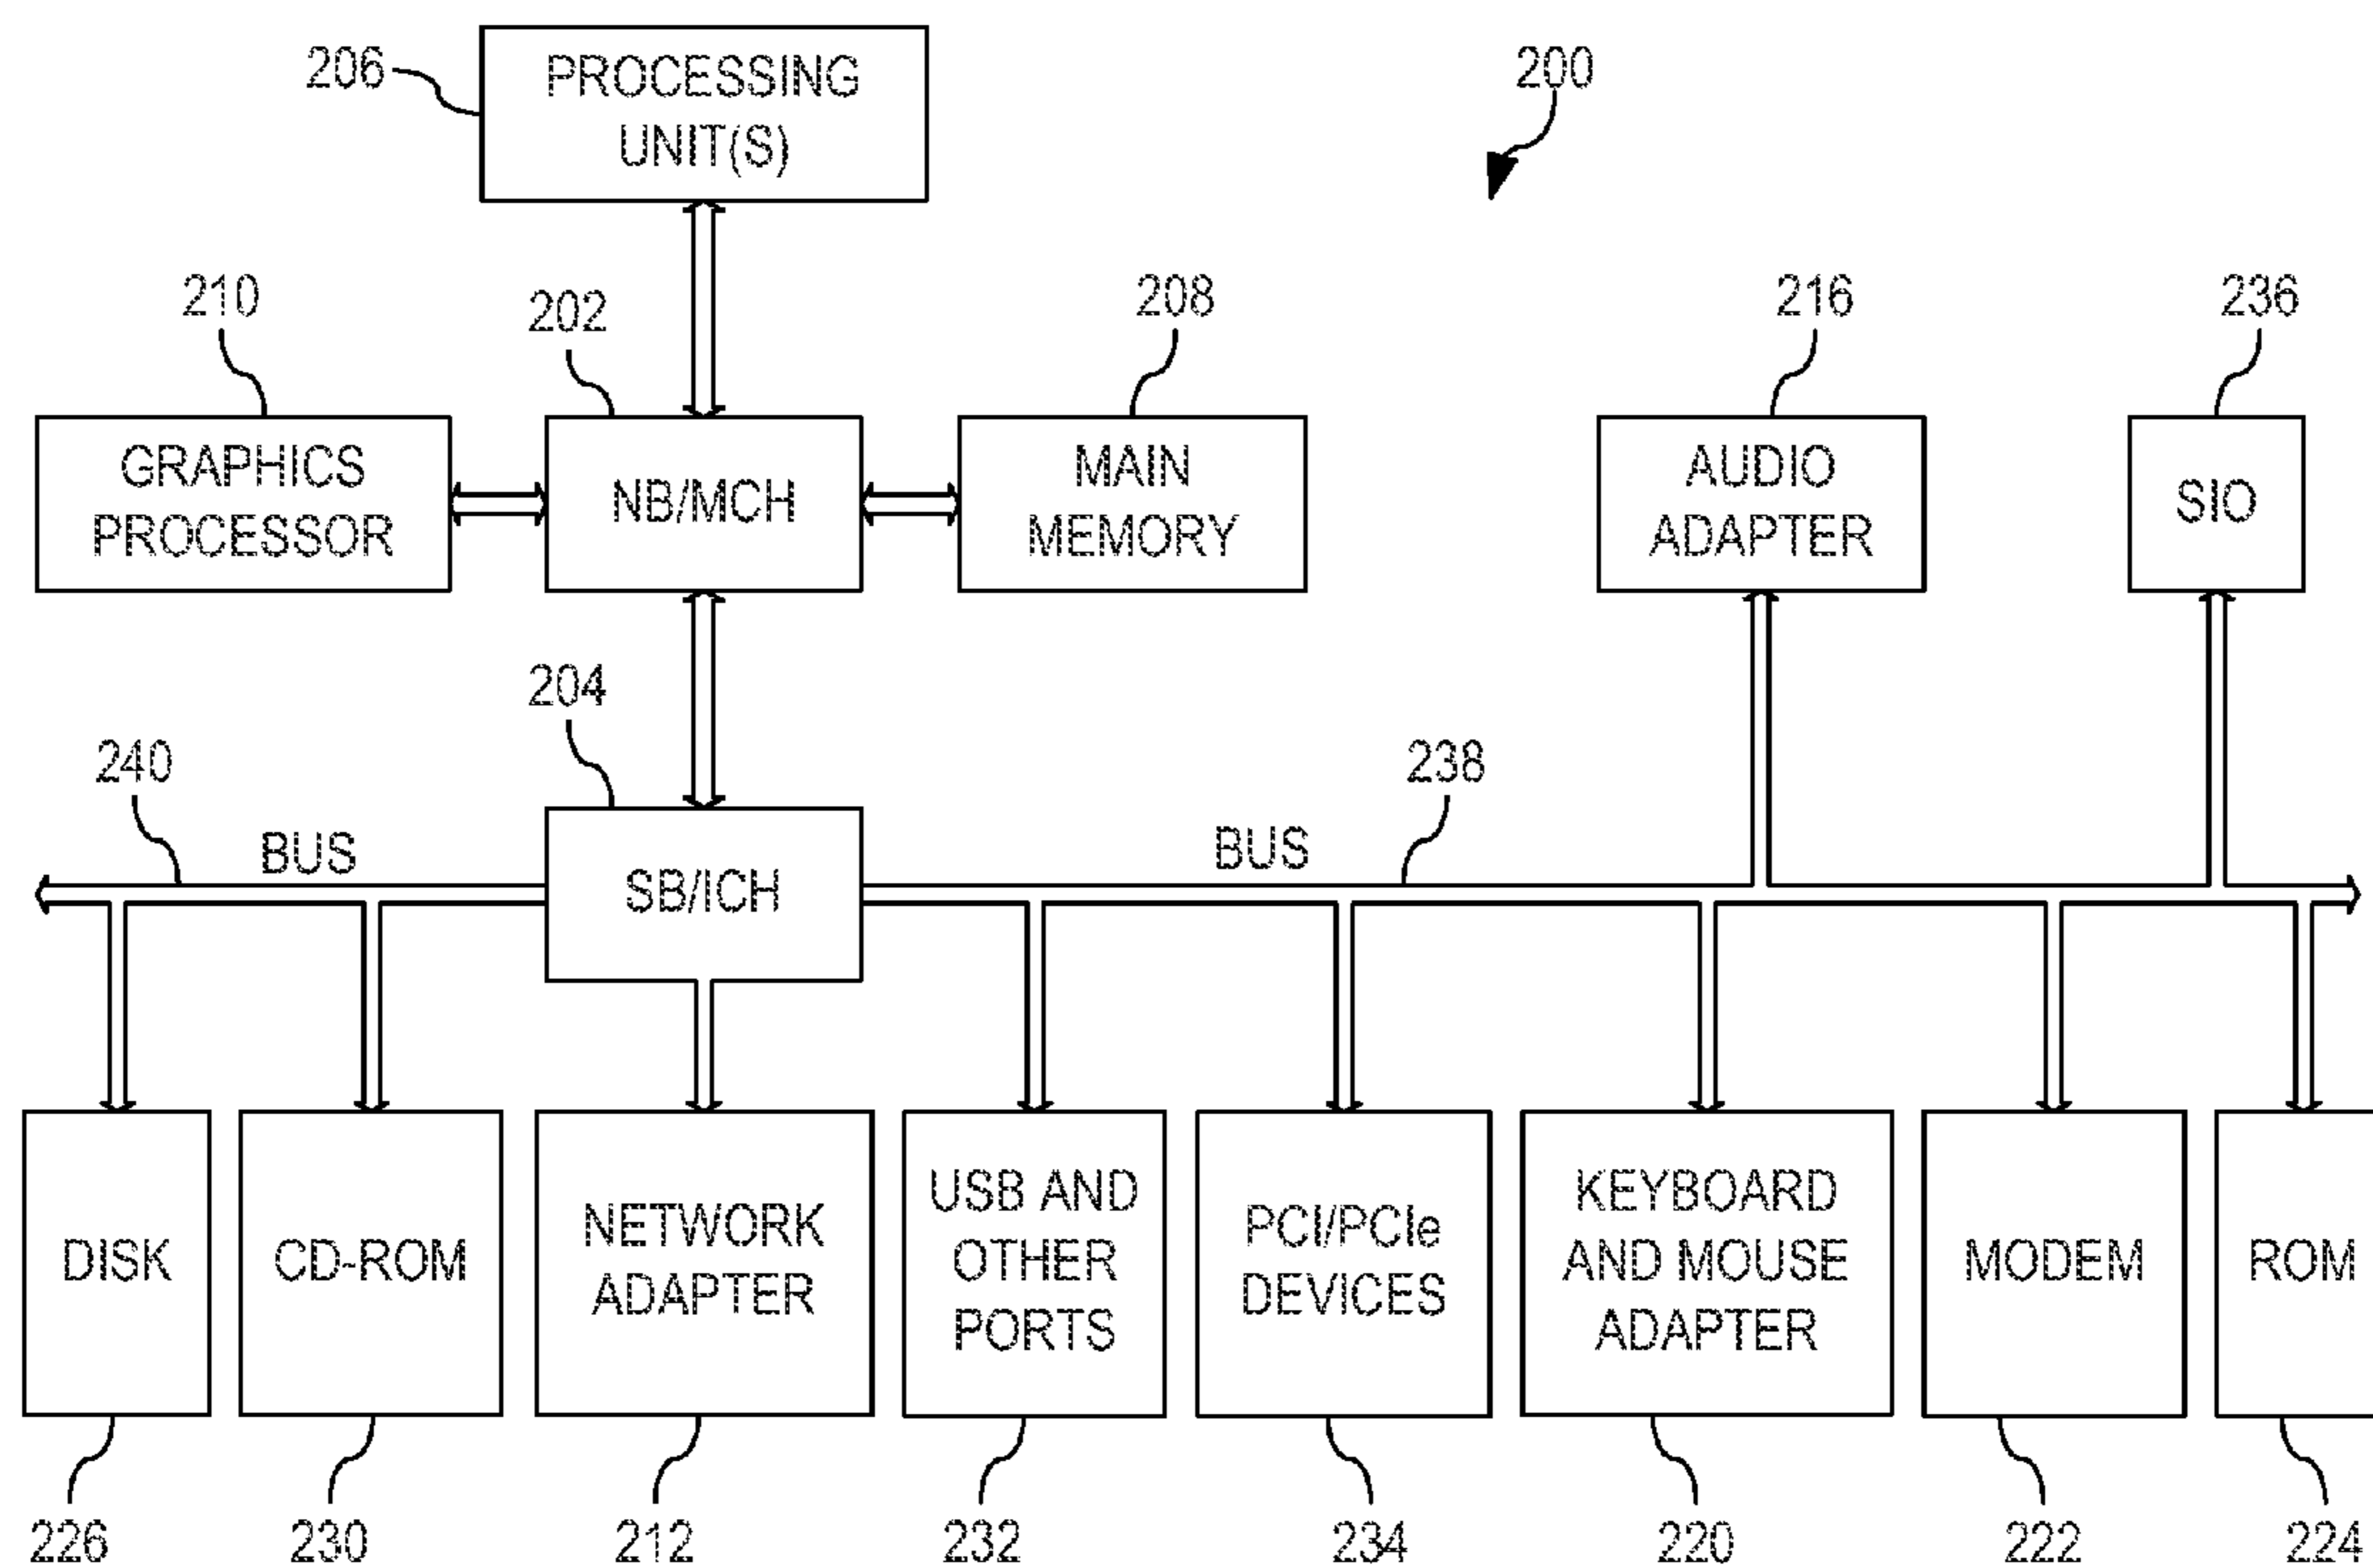 206
PROCESSING
UNIT(S)
200
210
202
208
216
236
GRAPHICS
PROCESSOR
NB/MCH
MAIN
MEMORY
AUDIO
ADAPTER
SIO
204
240
238
BUS
SB/ICH
BUS
DISK
CD-ROM
NETWORK
ADAPTER
USB AND
OTHER
PORTS
PCI/PCIe
DEVICES
KEYBOARD
AND MOUSE
ADAPTER
MODEM
ROM
226
230
212
232
234
220
222
224